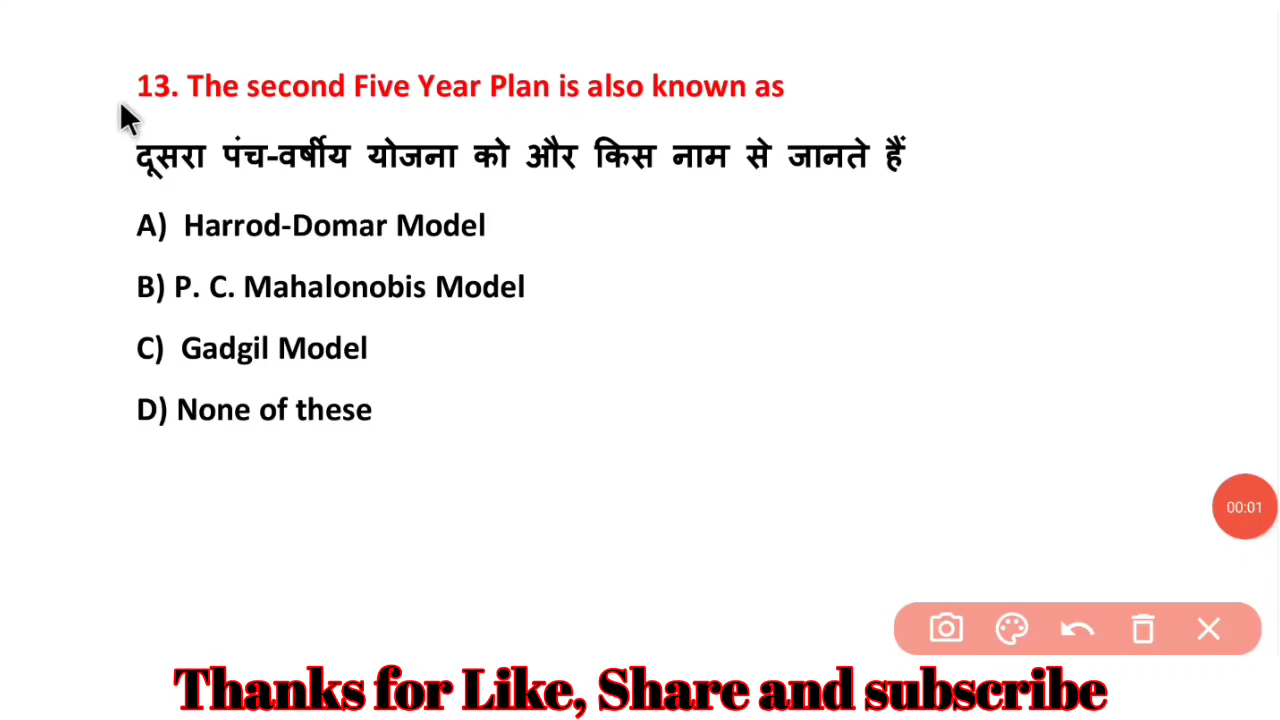 13. The second Five Year Plan is also known as
दूसरा पंच-वर्षीय योजना को और किस नाम से जानते हैं
A) Harrod-Domar Model
B) P. C. Mahalonobis Model
C) Gadgil Model
D) None of these
00:01
Thanks for Like, Share and subscribe